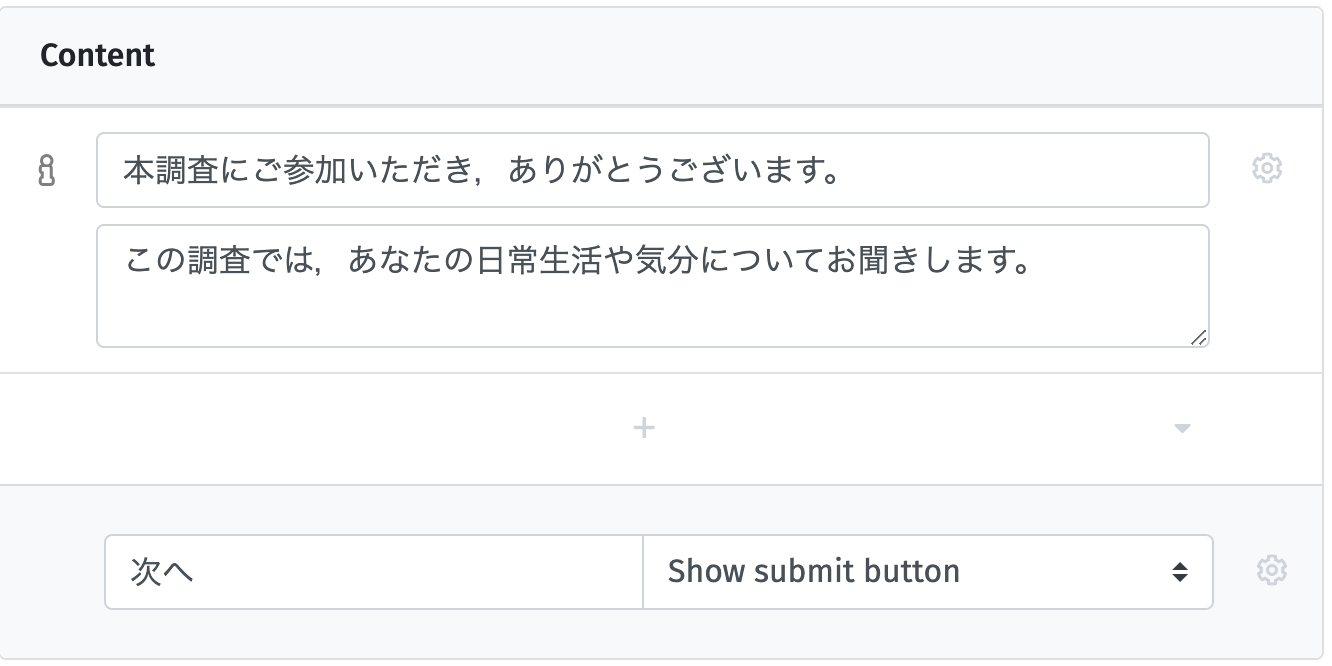 Content
本調査にご参加いただき，ありがとうございます。
この調査では，あなたの日常生活や気分についてお聞きします。
次へ
Show submit button